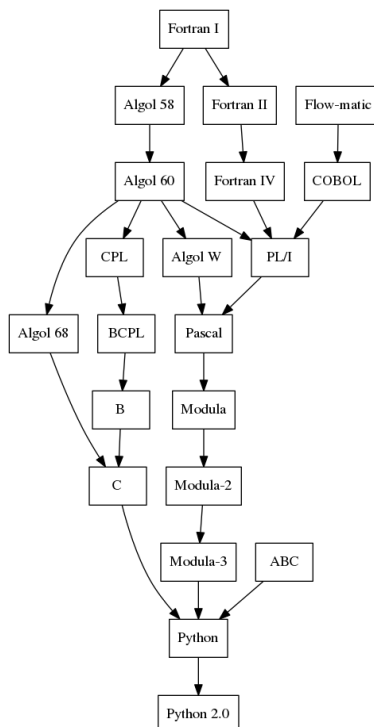 Fortran I
Algol 58
Fortran II
Flow-matic
Algol 60
Fortran IV
COBOL
CPL
Algol W
PL/I
Algol 68
BCPL
Pascal
B
Modula
C
Modula-2
Modula-3
ABC
Python
Python 2.0